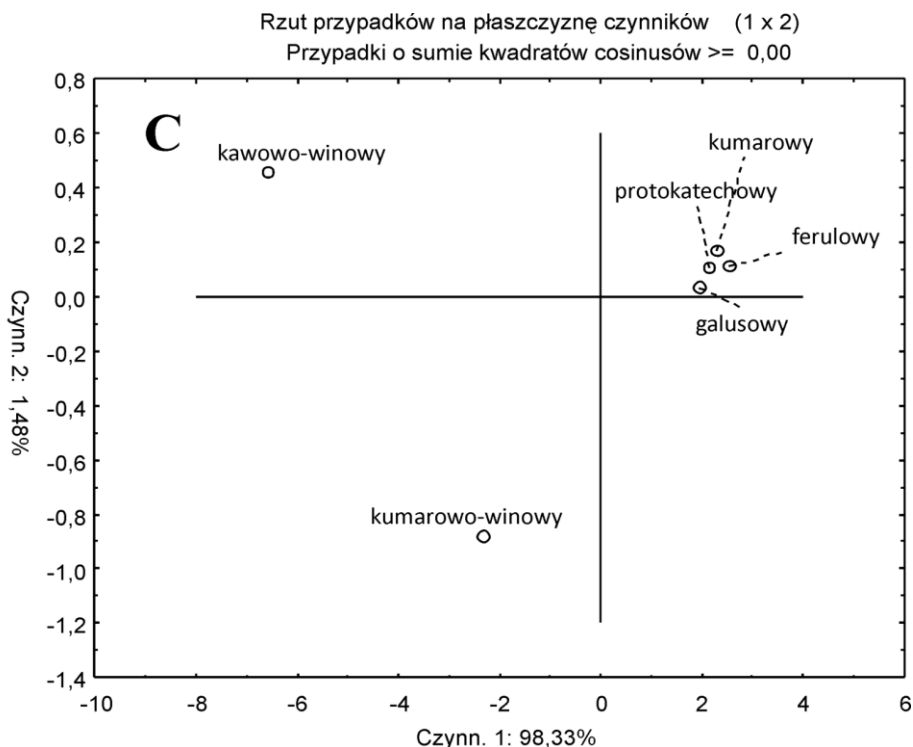 Rzut przypadków na płaszczyznę czynników (1 x 2)
Przypadki o sumie kwadratów cosinusów >= 0,00
C
kawowo-winowy
kumarowy
protokatechowy
ferulowy
galusowy
kumarowo-winowy
0,8
0,6
0,4
0,2
0,0
-0,2
-0,4
-0,6
-0,8
-1,0
-1,2
-1,4
Czynn. 2: 1,48%
-10 -8 -6 -4 -2 0 2 4 6
Czynn. 1: 98,33%